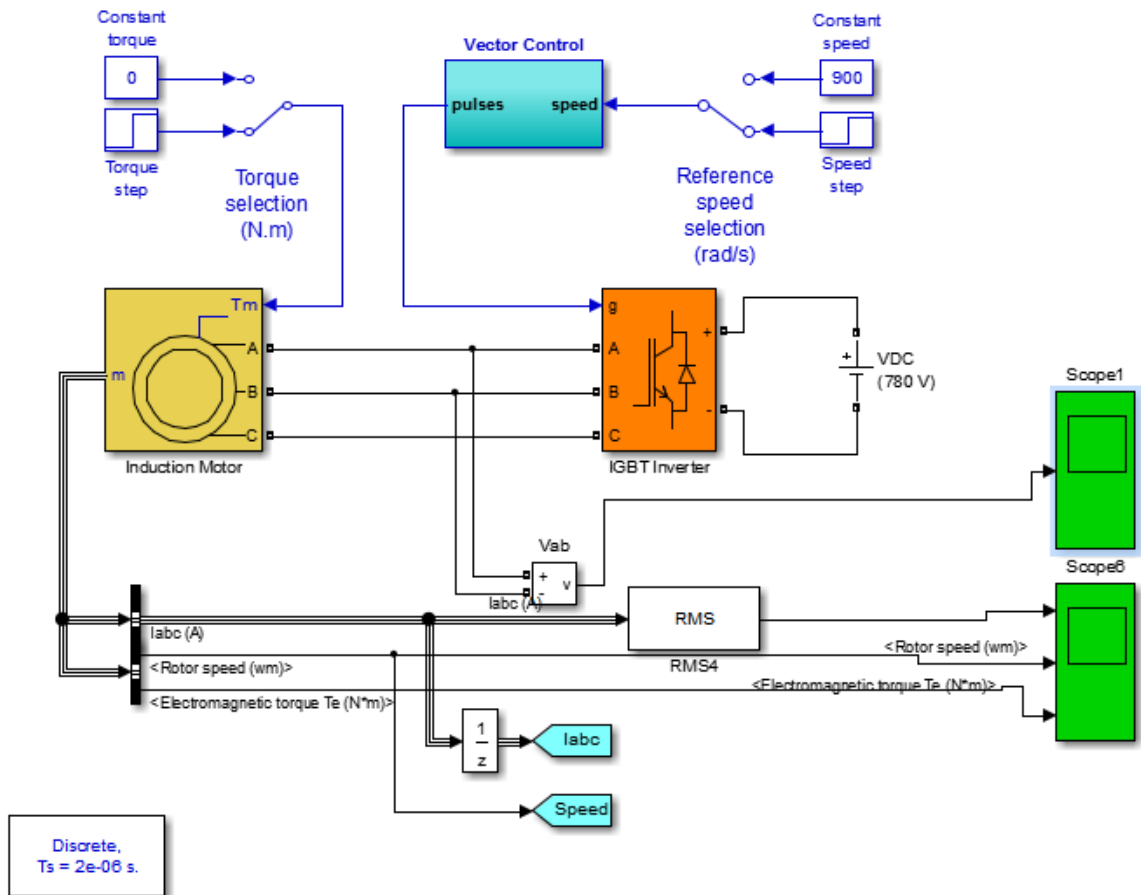 Constant
torque
0
Torque
step
Torque
selection
(N.m)
Vector Control
pulses
speed
Constant
speed
900
Speed
step
Reference
speed
selection
(rad/s)
Tm
m
A
B
C
Induction Motor
g
A
B
C
+
-
IGBT Inverter
+
VDC
(780 V)
Scope1
Vab
+
-
v
Iabc (A)
Scope6
RMS
RMS4
Iabc (A)
<Rotor speed (wm)>
<Rotor speed (wm)>
<Electromagnetic torque Te (N*m)>
<Electromagnetic torque Te (N*m)>
1
z
Iabc
Speed
Discrete,
Ts = 2e-06 s.